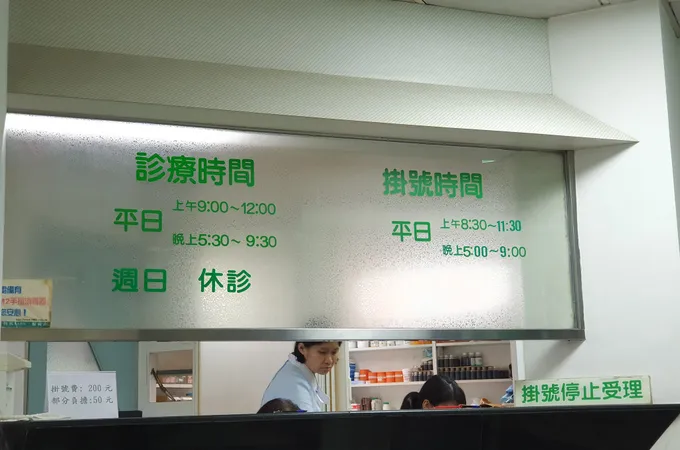 診療時間
平日
上午9:00～12:00
晚上5:30～9:30
週日 休診
掛號時間
平日
上午8:30～11:30
晚上5:00～9:00
掛號費: 200 元
部分負擔:50元
掛號停止受理